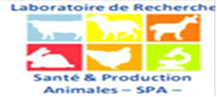 Laboratoire de Recherche
Santé & Production
Animales – SPA –